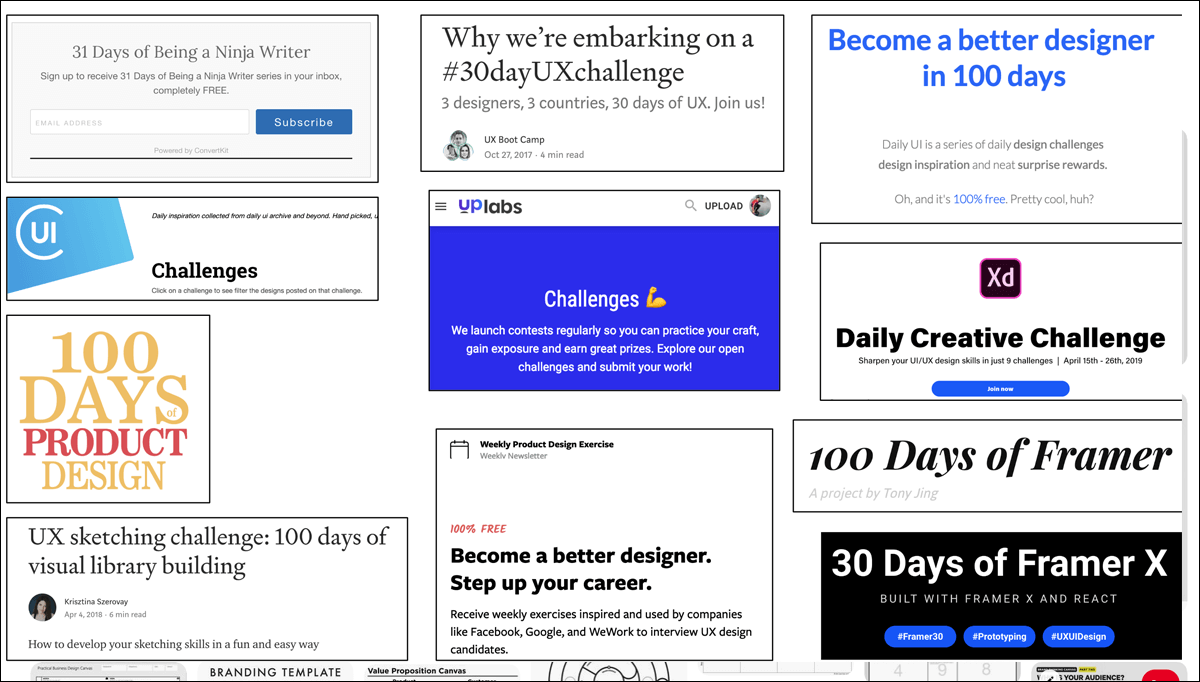 31 Days of Being a Ninja Writer
Sign up to receive 31 Days of Being a Ninja Writer series in your inbox,
completely FREE.
EMAIL ADDRESS
Subscribe
Powered by ConvertKit
UI
Daily inspiration collected from daily ui archive and beyond. Hand picked, u
Challenges
Click on a challenge to see filter the designs posted on that challenge.
100
DAYS
of
PRODUCT
DESIGN
UX sketching challenge: 100 days of
visual library building
Krisztina Szerovay
Apr 4, 2018 · 6 min read
How to develop your sketching skills in a fun and easy way
Why we're embarking on a
#30dayUXchallenge
3 designers, 3 countries, 30 days of UX. Join us!
UX Boot Camp
Oct 27, 2017 · 4 min read
uplabs
UPLOAD
Challenges 💪
We launch contests regularly so you can practice your craft,
gain exposure and earn great prizes. Explore our open
challenges and submit your work!
Weekly Product Design Exercise
Weekly Newsletter
100% FREE
Become a better designer.
Step up your career.
Receive weekly exercises inspired and used by companies
like Facebook, Google, and WeWork to interview UX design
candidates.
Become a better designer
in 100 days
Daily UI is a series of daily design challenges
design inspiration and neat surprise rewards.
Oh, and it's 100% free. Pretty cool, huh?
Xd
Daily Creative Challenge
Sharpen your UI/UX design skills in just 9 challenges | April 15th - 26th, 2019
Join now
100 Days of Framer
A project by Tony Jing
30 Days of Framer X
BUILT WITH FRAMER X AND REACT
#Framer30
#Prototyping
#UXUIDesign
Practical Business Design Canvas
BRANDING TEMPLATE
Value Proposition Canvas
Product
Customer
4
9
8
YOUR AUDIENCE?